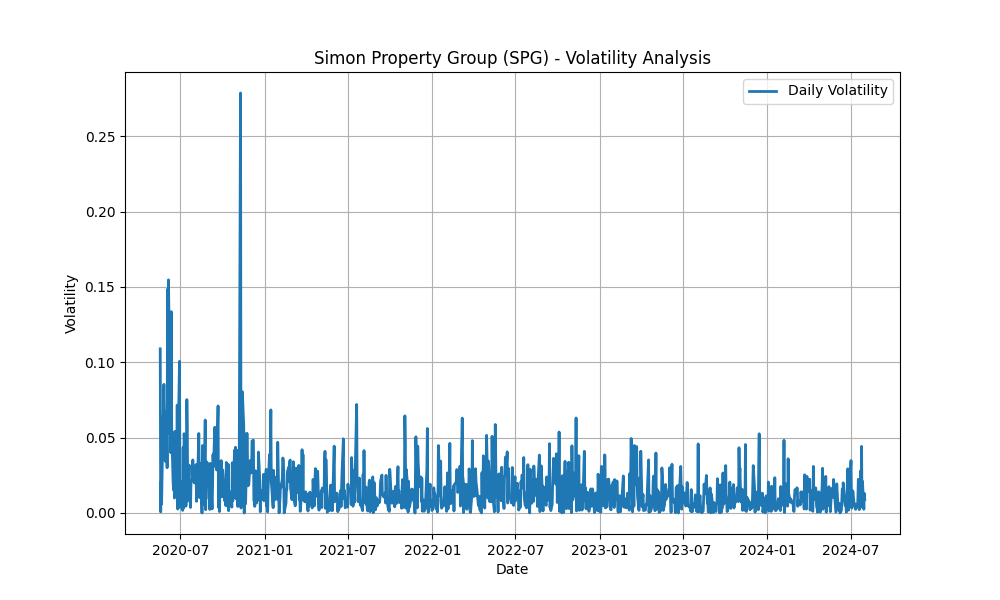 Simon Property Group (SPG) - Volatility Analysis
Daily Volatility
0.25
0.20
0.15
0.10
0.05
0.00
Volatility
2020-07 2021-01 2021-07 2022-01 2022-07 2023-01 2023-07 2024-01 2024-07
Date